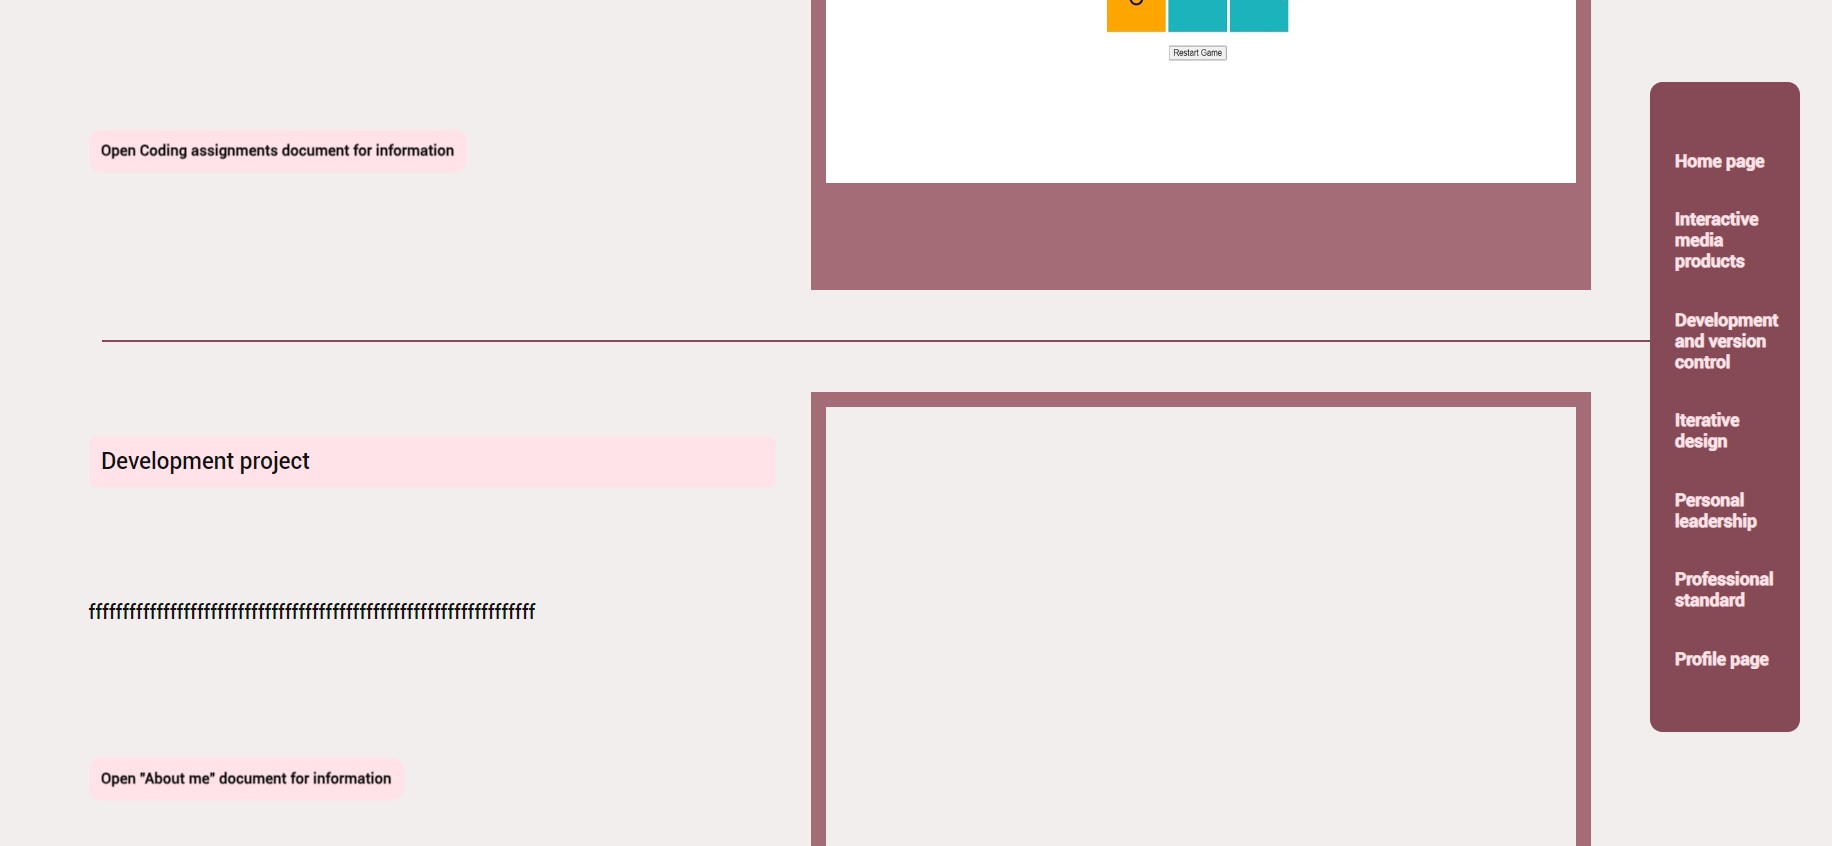 Restart Game
Open Coding assignments document for information
Home page
Interactive
media
products
Development
and version
control
Iterative
design
Personal
leadership
Professional
standard
Profile page
Development project
ffffffffffffffffffffffffffffffffffffffffffffffffffffffffffffffffff
Open "About me" document for information